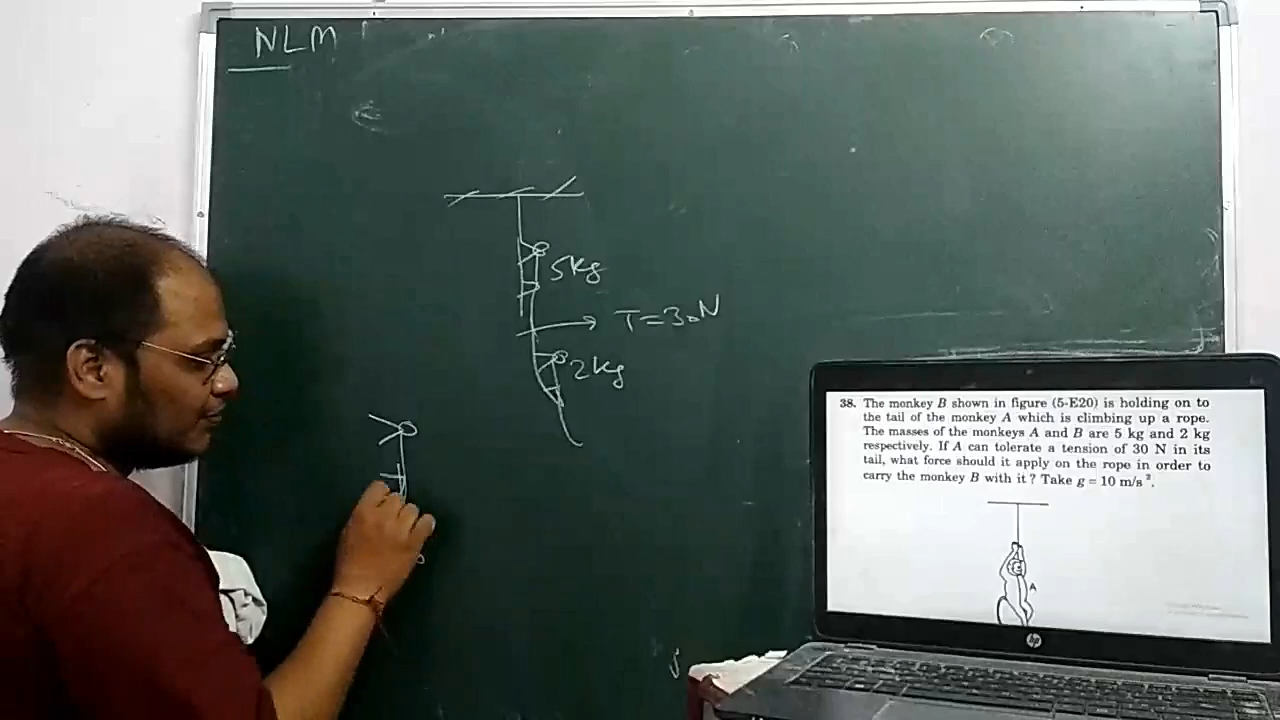 NLM
5kg
T=30N
2kg
38. The monkey B shown in figure (5-E20) is holding on to
the tail of the monkey A which is climbing up a rope.
The masses of the monkeys A and B are 5 kg and 2 kg
respectively. If A can tolerate a tension of 30 N in its
tail, what force should it apply on the rope in order to
carry the monkey B with it ? Take g = 10 m/s².
A
hp